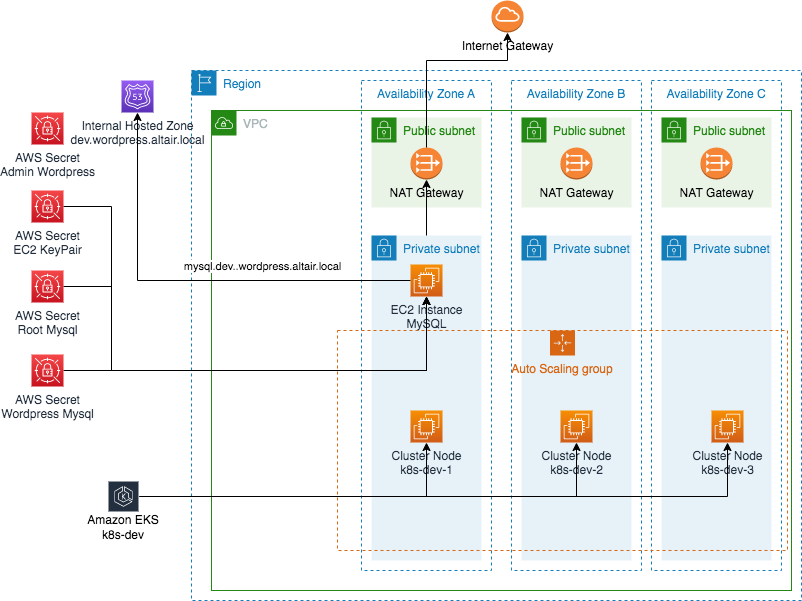 Internet Gateway
Region
Availability Zone A
Availability Zone B
Availability Zone C
53
Internal Hosted Zone
dev.wordpress.altair.local
VPC
Public subnet
Public subnet
Public subnet
AWS Secret
Admin Wordpress
NAT Gateway
NAT Gateway
NAT Gateway
AWS Secret
EC2 KeyPair
Private subnet
Private subnet
Private subnet
mysql.dev..wordpress.altair.local
EC2 Instance
MySQL
AWS Secret
Root Mysql
Auto Scaling group
AWS Secret
Wordpress Mysql
Cluster Node
k8s-dev-1
Cluster Node
k8s-dev-2
Cluster Node
k8s-dev-3
Amazon EKS
k8s-dev